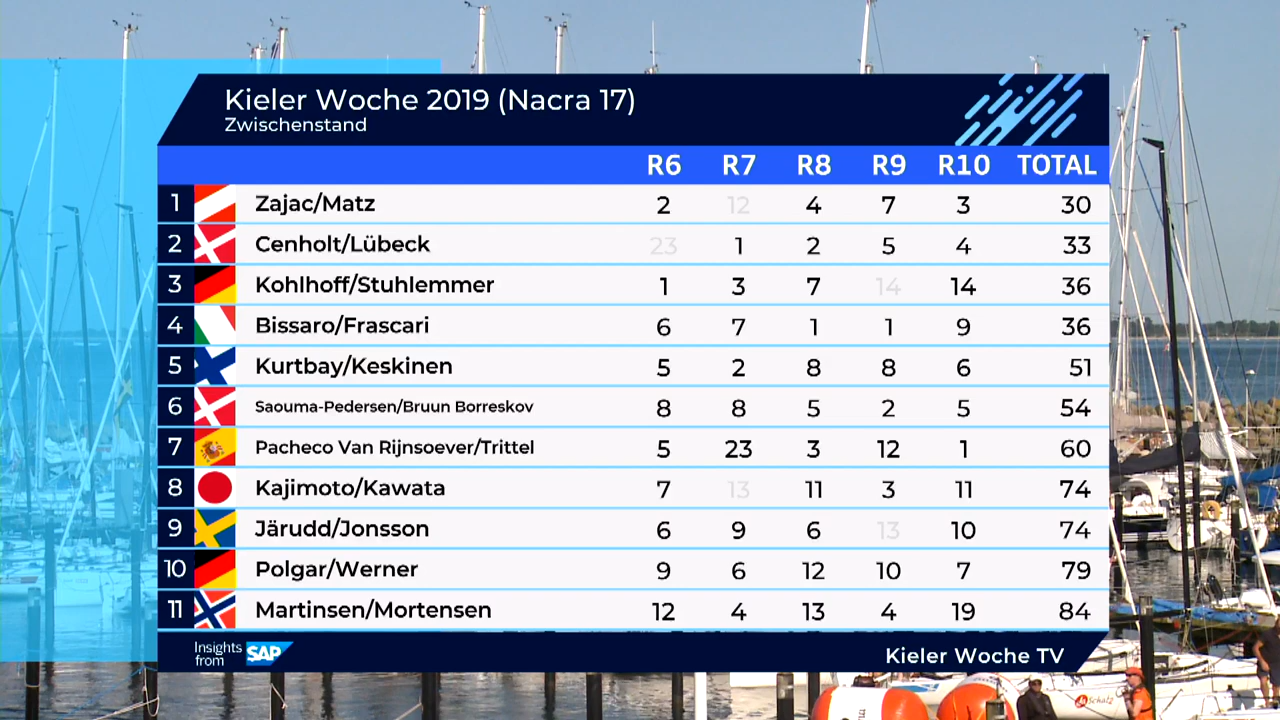 Kieler Woche 2019 (Nacra 17)
Zwischenstand
R6 R7 R8 R9 R10 TOTAL
1 Zajac/Matz 2 12 4 7 3 30
2 Cenholt/Lübeck 23 1 2 5 4 33
3 Kohlhoff/Stuhlemmer 1 3 7 14 14 36
4 Bissaro/Frascari 6 7 1 1 9 36
5 Kurtbay/Keskinen 5 2 8 8 6 51
6 Saouma-Pedersen/Bruun Borreskov 8 8 5 2 5 54
7 Pacheco Van Rijnsoever/Trittel 5 23 3 12 1 60
8 Kajimoto/Kawata 7 13 11 3 11 74
9 Järudd/Jonsson 6 9 6 13 10 74
10 Polgar/Werner 9 6 12 10 7 79
11 Martinsen/Mortensen 12 4 13 4 19 84
Insights
from SAP
Kieler Woche TV
Schatz